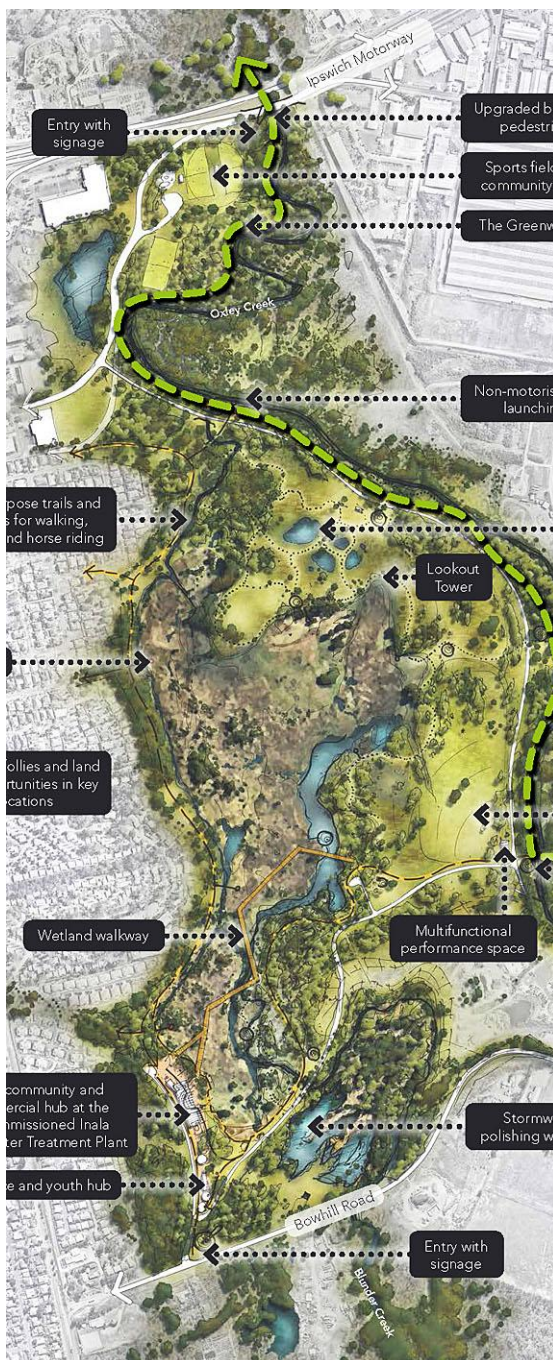 Ipswich Motorway
Entry with
signage
Upgraded b
pedestri
Sports fiel
community
The Greenw
Oxley Creek
Non-motoris
launchin
pose trails and
s for walking,
nd horse riding
Lookout
Tower
ollies and land
rtunities in key
ocations
Wetland walkway
Multifunctional
performance space
community and
ercial hub at the
mmissioned Inala
ter Treatment Plant
Stormw
polishing w
e and youth hub
Bowhill Road
Entry with
signage
Blunder Creek